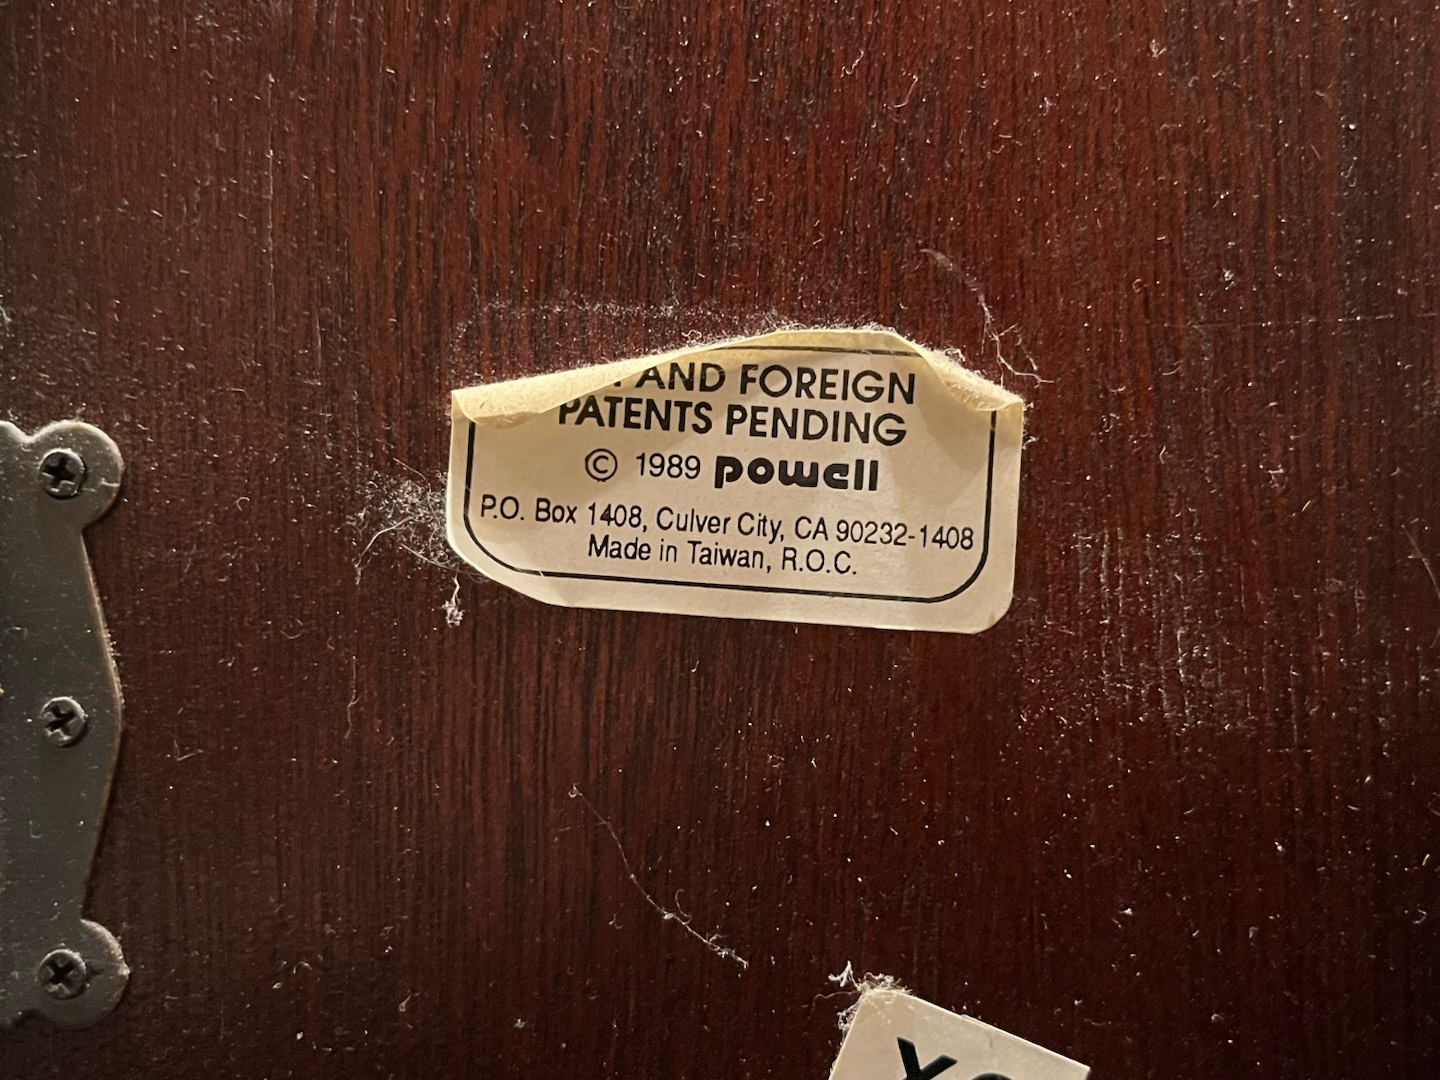 AND FOREIGN
PATENTS PENDING
© 1989 powell
P.O. Box 1408, Culver City, CA 90232-1408
Made in Taiwan, R.O.C.